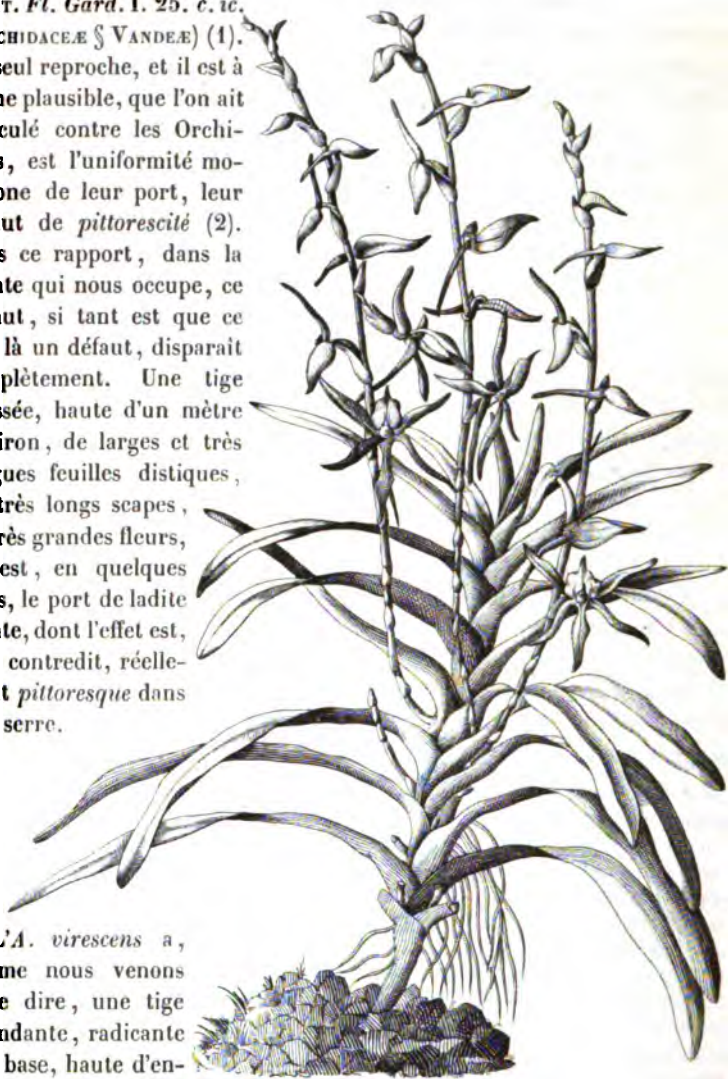 T. Fl. Gard. I. 25. c. ic.
CHIDACEÆ § VANDEÆ) (1).
seul reproche, et il est à
ne plausible, que l'on ait
culé contre les Orchi-
s, est l'uniformité mo-
one de leur port, leur
ut de pittorescité (2).
s ce rapport, dans la
nte qui nous occupe, ce
aut, si tant est que ce
là un défaut, disparait
plètement. Une tige
ssée, haute d'un mètre
iron, de larges et très
gues feuilles distiques,
très longs scapes,
rès grandes fleurs,
est, en quelques
s, le port de ladite
nte, dont l'effet est,
contredit, réelle-
t pittoresque dans
serre.
L'A. virescens a,
me nous venons
e dire, une tige
ndante, radicante
base, haute d'en-